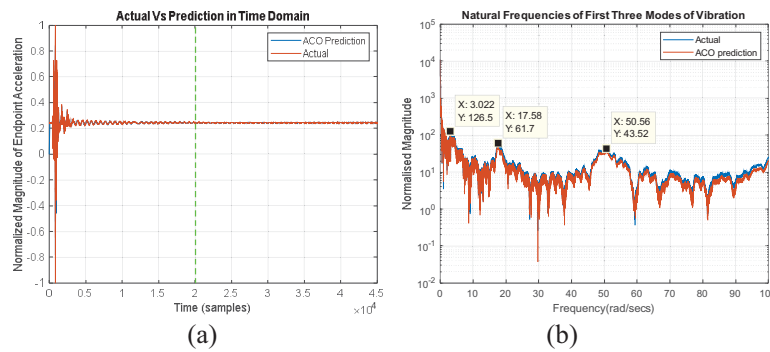 Actual Vs Prediction in Time Domain
ACO Prediction
Actual
Normalized Magnitude of Endpoint Acceleration
1
0.8
0.6
0.4
0.2
0
-0.2
-0.4
-0.6
-0.8
-1
0 0.5 1 1.5 2 2.5 3 3.5 4 4.5
×10⁴
Time (samples)
(a)
Natural Frequencies of First Three Modes of Vibration
Actual
ACO prediction
X: 3.022
Y: 126.5
X: 17.58
Y: 61.7
X: 50.56
Y: 43.52
Normalised Magnitude
10⁵
10⁴
10³
10²
10¹
10⁰
10⁻¹
10⁻²
0 10 20 30 40 50 60 70 80 90 100
Frequency(rad/secs)
(b)